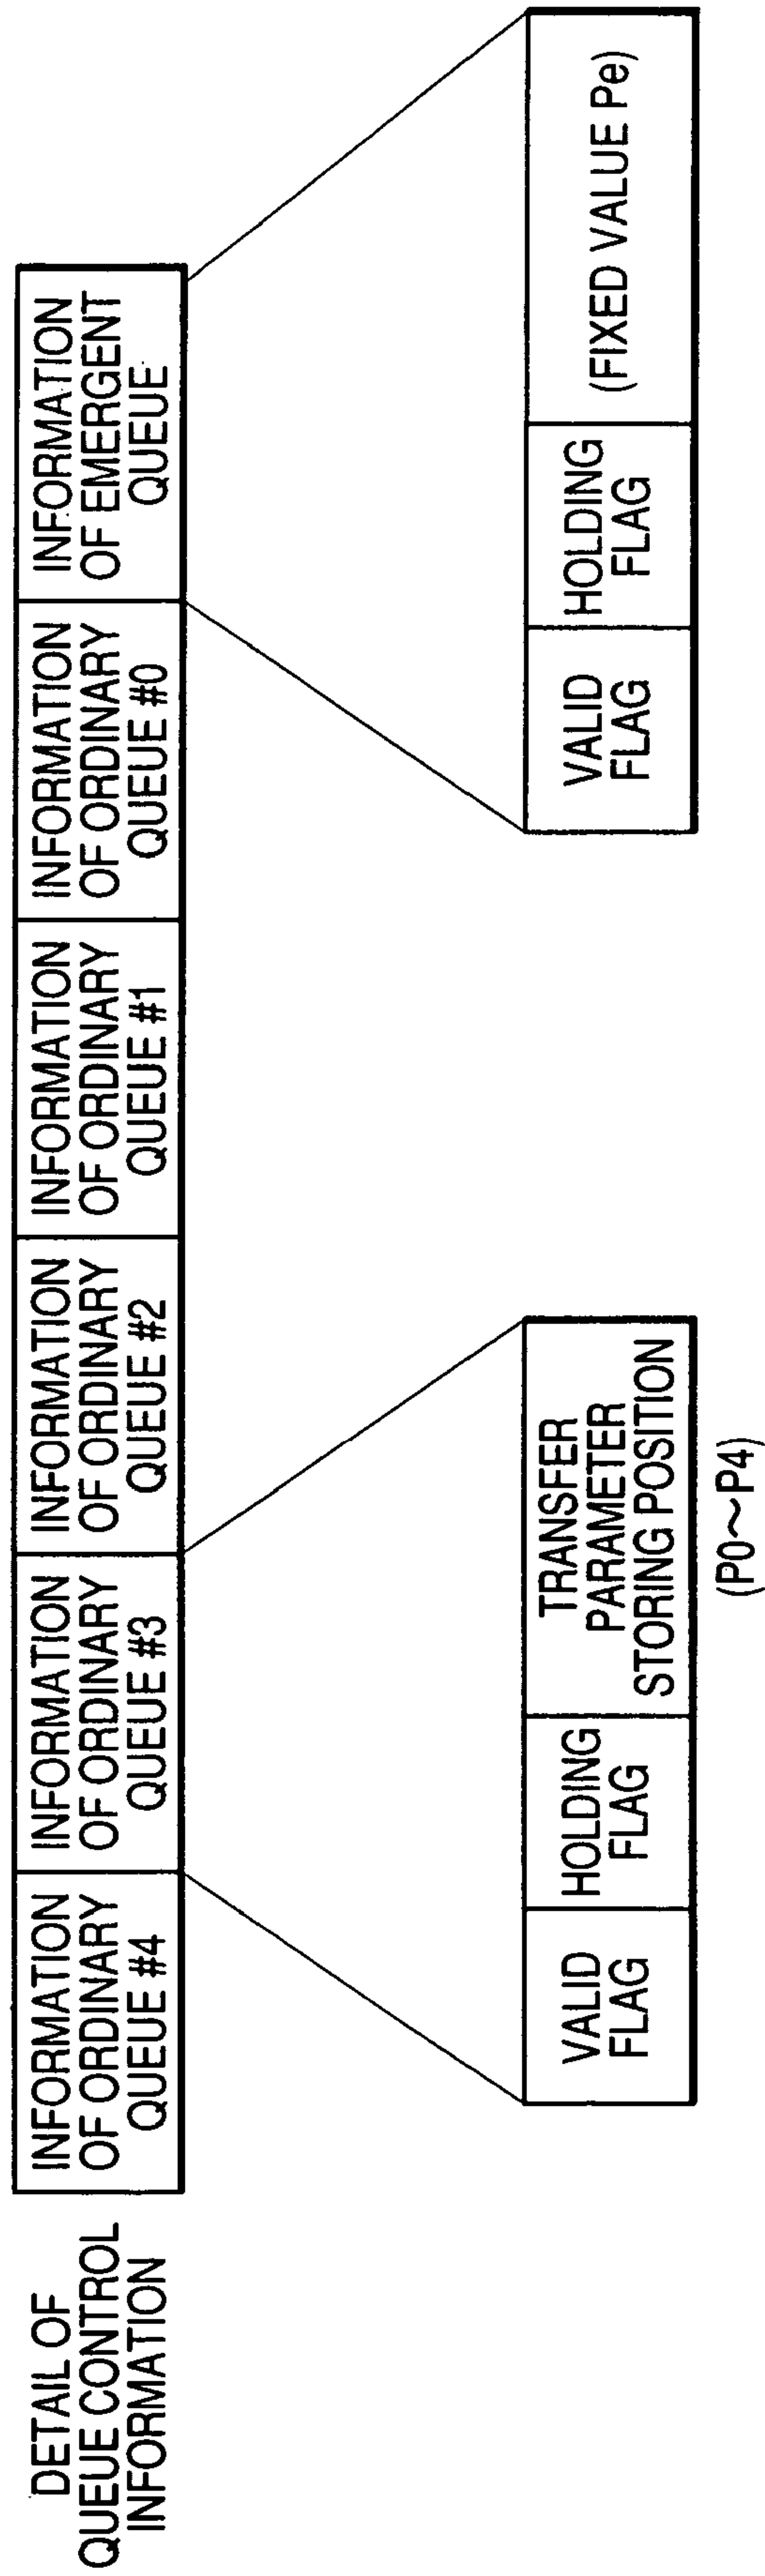 DETAIL OF
QUEUE CONTROL
INFORMATION
INFORMATION
OF ORDINARY
QUEUE #4
INFORMATION
OF ORDINARY
QUEUE #3
INFORMATION
OF ORDINARY
QUEUE #2
INFORMATION
OF ORDINARY
QUEUE #1
INFORMATION
OF ORDINARY
QUEUE #0
INFORMATION
OF EMERGENT
QUEUE
VALID
FLAG
HOLDING
FLAG
TRANSFER
PARAMETER
STORING POSITION
(P0~P4)
VALID
FLAG
HOLDING
FLAG
(FIXED VALUE Pe)